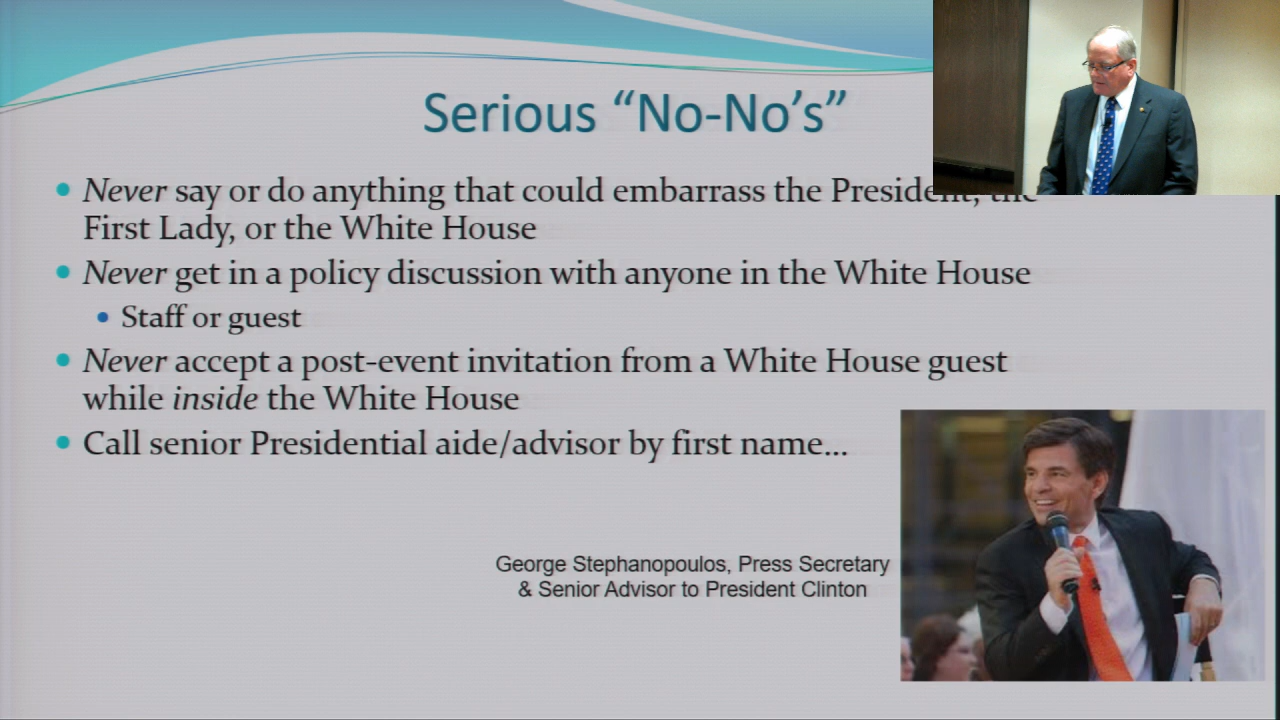 Serious “No-No’s”
• Never say or do anything that could embarrass the President, the
First Lady, or the White House
• Never get in a policy discussion with anyone in the White House
• Staff or guest
• Never accept a post-event invitation from a White House guest
while inside the White House
• Call senior Presidential aide/advisor by first name...
George Stephanopoulos, Press Secretary
& Senior Advisor to President Clinton